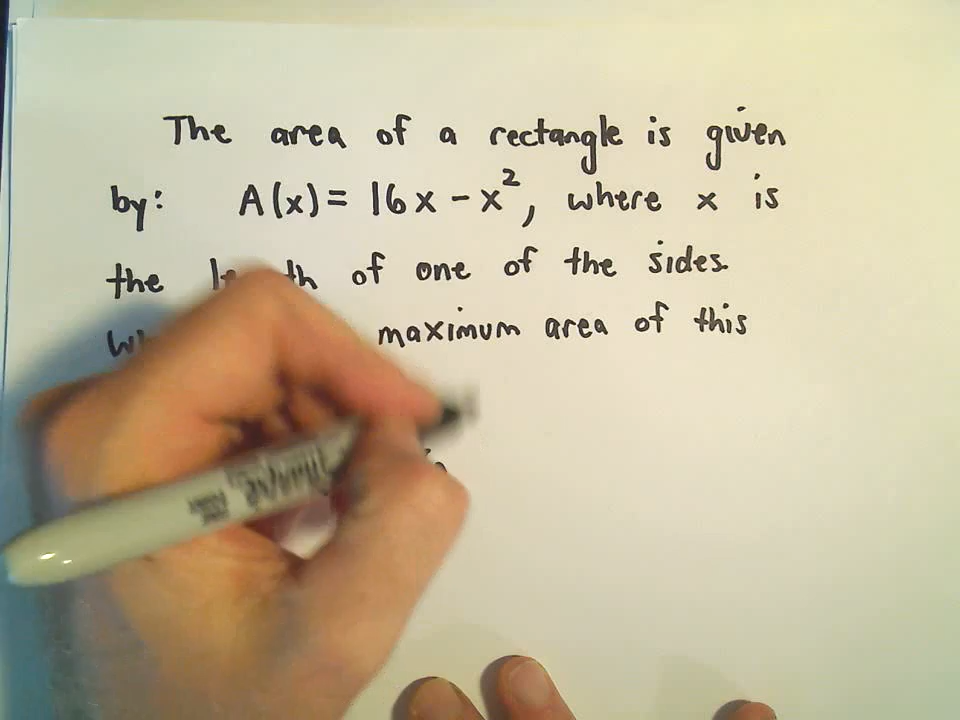 The area of a rectangle is given
by: A(x) = 16x - x², where x is
the of one of the sides.
maximum area of this